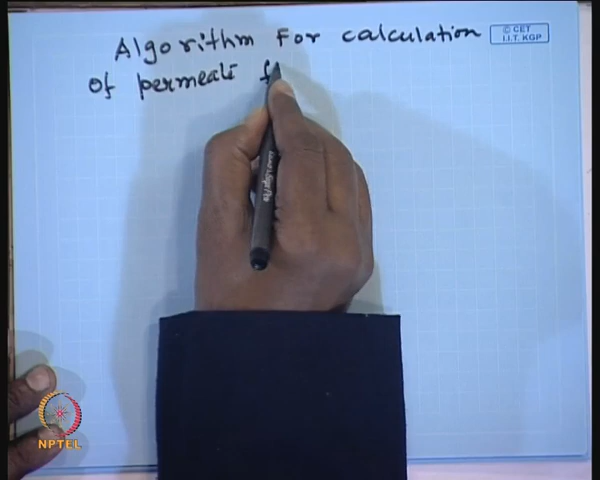 Algorithm For calculation
© CET
I.I.T. KGP
of permeate f
NPTEL